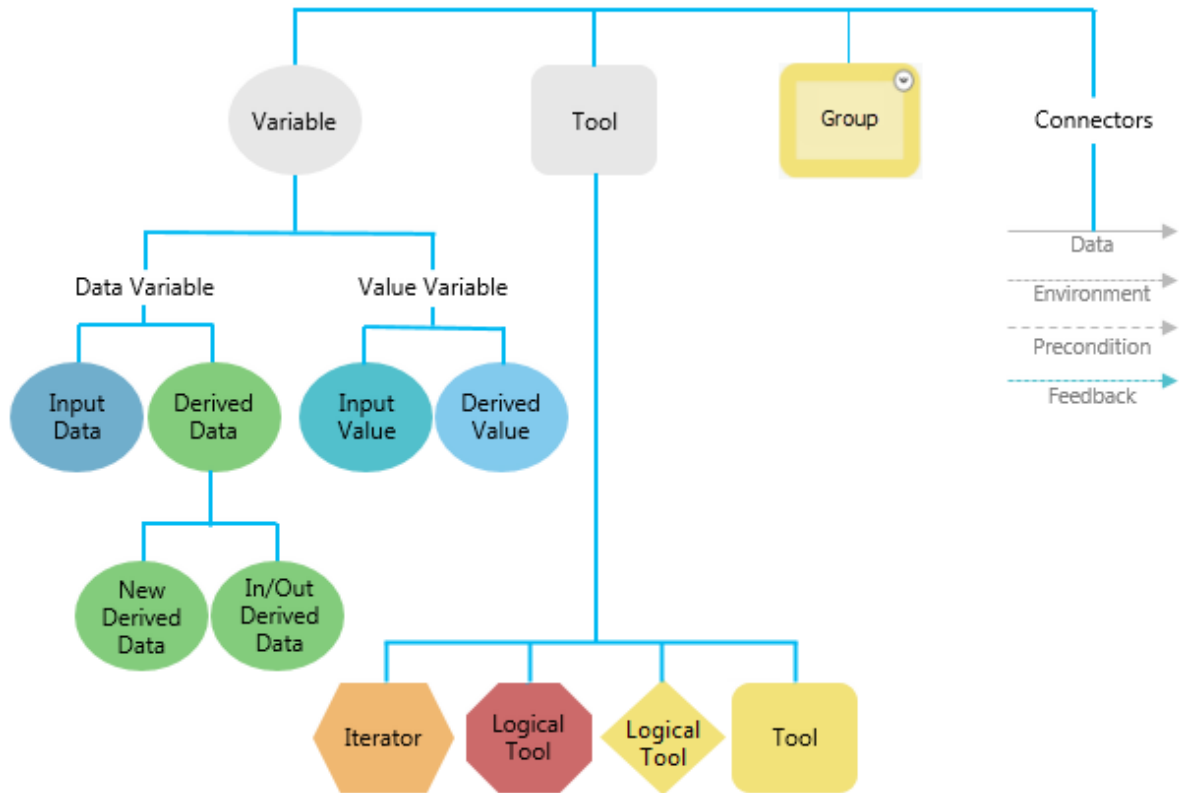 Variable
Tool
Group
Connectors
Data
Environment
Precondition
Feedback
Data Variable
Value Variable
Input
Data
Derived
Data
Input
Value
Derived
Value
New
Derived
Data
In/Out
Derived
Data
Iterator
Logical
Tool
Logical
Tool
Tool